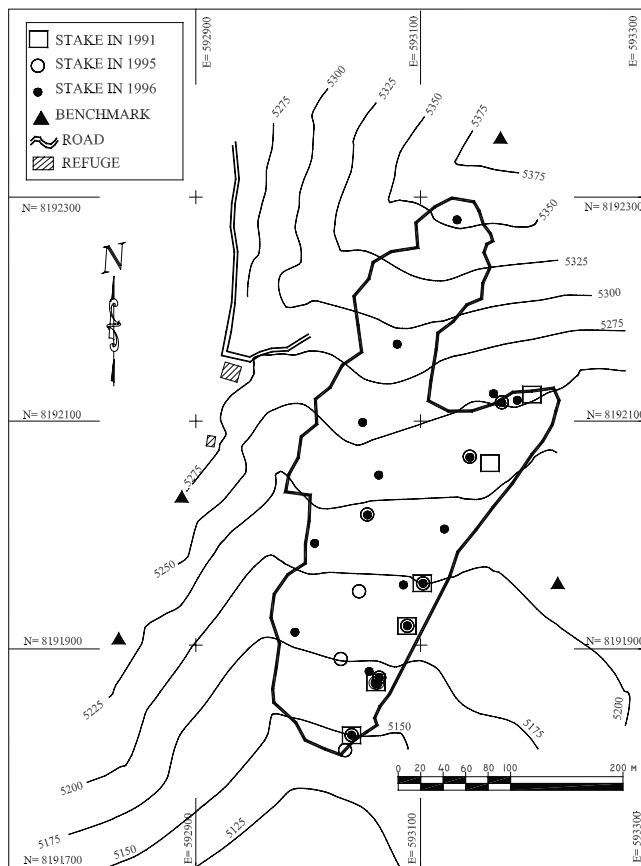 STAKE IN 1991
STAKE IN 1995
STAKE IN 1996
BENCHMARK
ROAD
REFUGE
E= 592900
E= 593100
E= 593300
5275
5300
5325
5350
5375
5375
N= 8192300
N= 8192300
5350
N
5325
5300
5275
N= 8192100
N= 8192100
5275
5250
N= 8191900
N= 8191900
5225
5200
5150
5175
5200
0 20 40 60 80 100 200 M
5175
5150
5125
N= 8191700
E= 592900
E= 593100
E= 593300